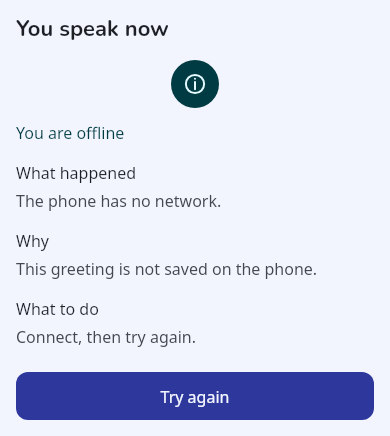 You speak now
You are offline
What happened
The phone has no network.
Why
This greeting is not saved on the phone.
What to do
Connect, then try again.
Try again